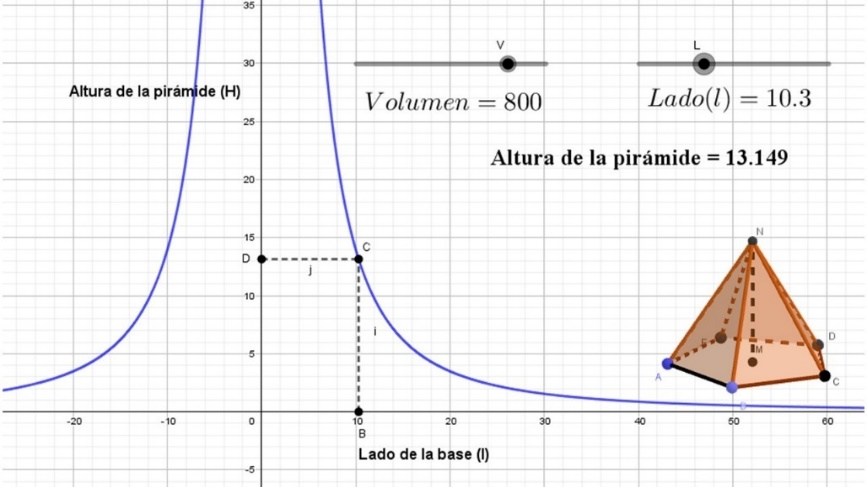 35
V
L
Altura de la pirámide (H)
30
Volumen = 800
Lado(l) = 10.3
25
Altura de la pirámide = 13.149
20
N
15
D
C
j
10
i
E
D
M
5
A
C
B
-20
-10
0
10
20
30
40
50
60
B
Lado de la base (l)
-5